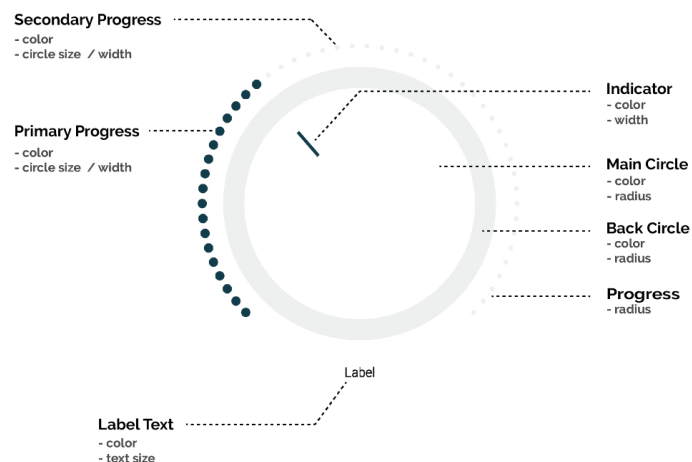 Secondary Progress
- color
- circle size / width
Primary Progress
- color
- circle size / width
Indicator
- color
- width
Main Circle
- color
- radius
Back Circle
- color
- radius
Progress
- radius
Label
Label Text
- color
- text size